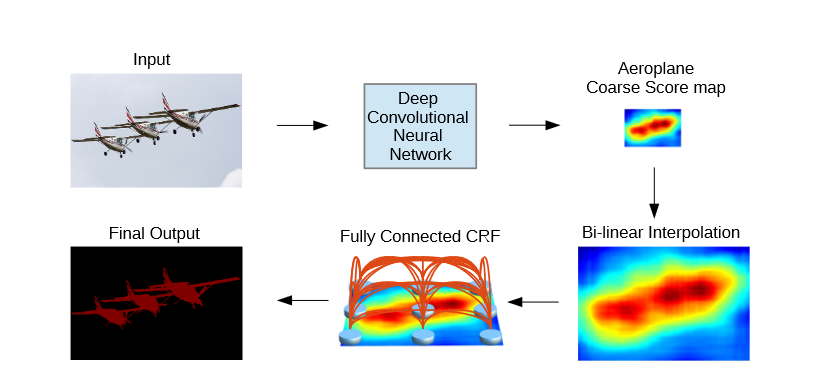 Input
Deep
Convolutional
Neural
Network
Aeroplane
Coarse Score map
Bi-linear Interpolation
Fully Connected CRF
Final Output